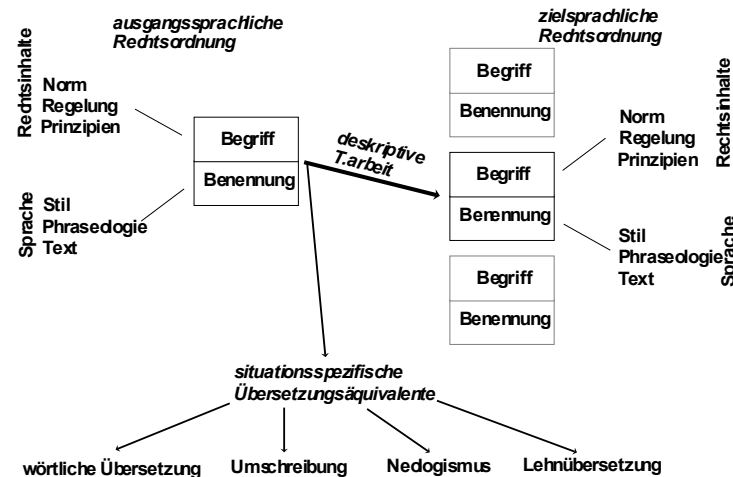 ausgangssprachliche
Rechtsordnung
zielsprachliche
Rechtsordnung
Rechtsinhalte
Norm
Regelung
Prinzipien
Sprache
Stil
Phraseologie
Text
Begriff
Benennung
deskriptive
T.arbeit
Begriff
Benennung
Begriff
Benennung
Begriff
Benennung
Norm
Regelung
Prinzipien
Rechtsinhalte
Stil
Phraseologie
Text
Sprache
situationsspezifische
Übersetzungsäquivalente
wörtliche Übersetzung
Umschreibung
Neologismus
Lehnübersetzung